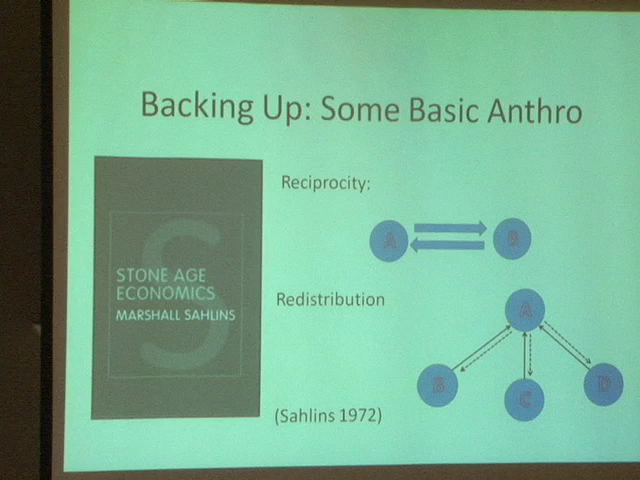 Backing Up: Some Basic Anthro
STONE AGE
ECONOMICS
MARSHALL SAHLINS
S
Reciprocity:
A
B
Redistribution
A
B
C
D
(Sahlins 1972)